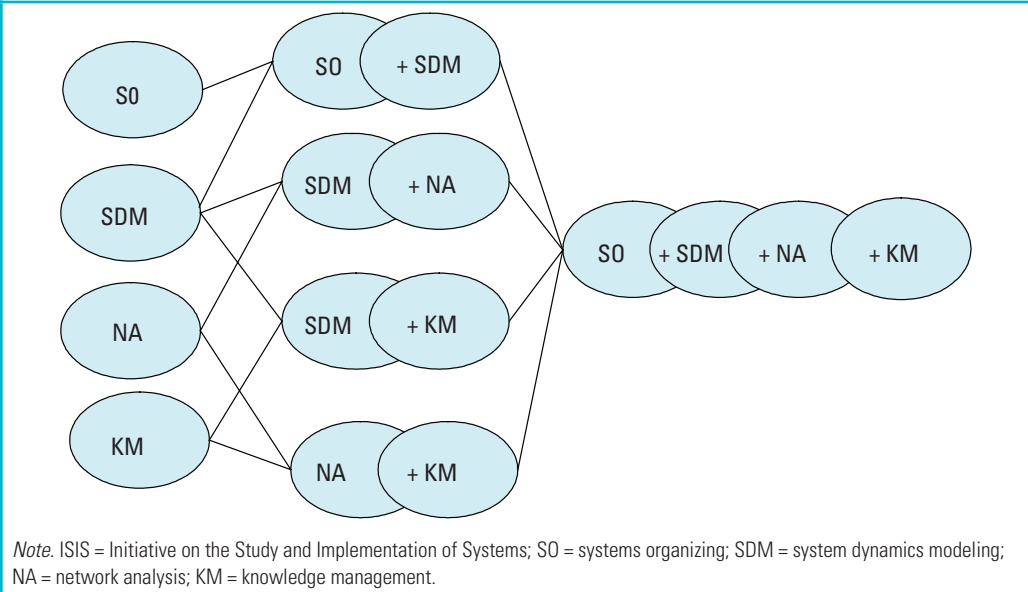 S0
SO + SDM
SDM
SDM + NA
SO + SDM + NA + KM
NA
SDM + KM
KM
NA + KM
Note. ISIS = Initiative on the Study and Implementation of Systems; SO = systems organizing; SDM = system dynamics modeling;
NA = network analysis; KM = knowledge management.